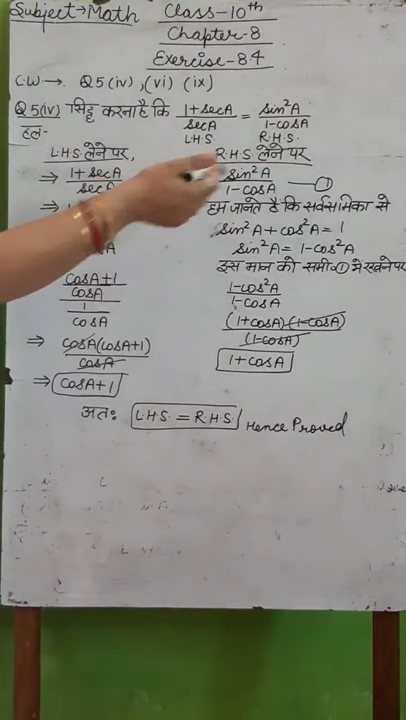 Subject→Math Class-10th
Chapter-8
Exercise-8.4
C.W.→. Q5(iv),(vi) (ix)
Q5(iv) सिद्ध करना है कि 1+secA/secA = sin²A/1-cosA
L.H.S. R.H.S.
हल-
L.H.S. लेने पर,
⇒ 1+secA/secA
⇒
cosA+1/cosA
1/cosA
⇒ cosA(cosA+1)/cosA
⇒ cosA+1
R.H.S. लेने पर
sin²A/1-cosA —①
हम जानते है कि सर्वसमिका से
sin²A+cos²A=1
sin²A=1-cos²A
इस मान को समी① मे रखने पर
1-cos²A/1-cosA
(1+cosA)(1-cosA)/(1-cosA)
1+cosA
अतः L.H.S. = R.H.S. Hence Proved